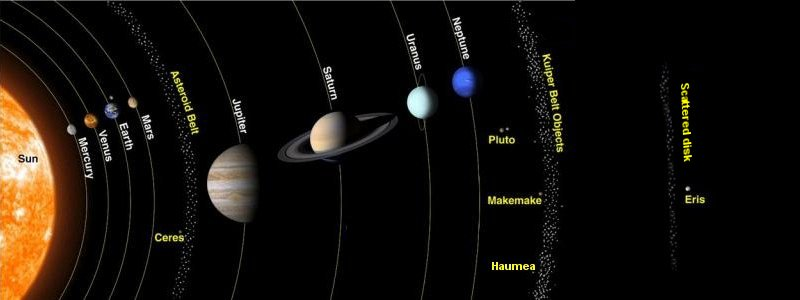 Sun
Mercury
Venus
Earth
Mars
Asteroid Belt
Ceres
Jupiter
Saturn
Uranus
Neptune
Pluto
Makemake
Haumea
Kuiper Belt Objects
Scattered disk
Eris